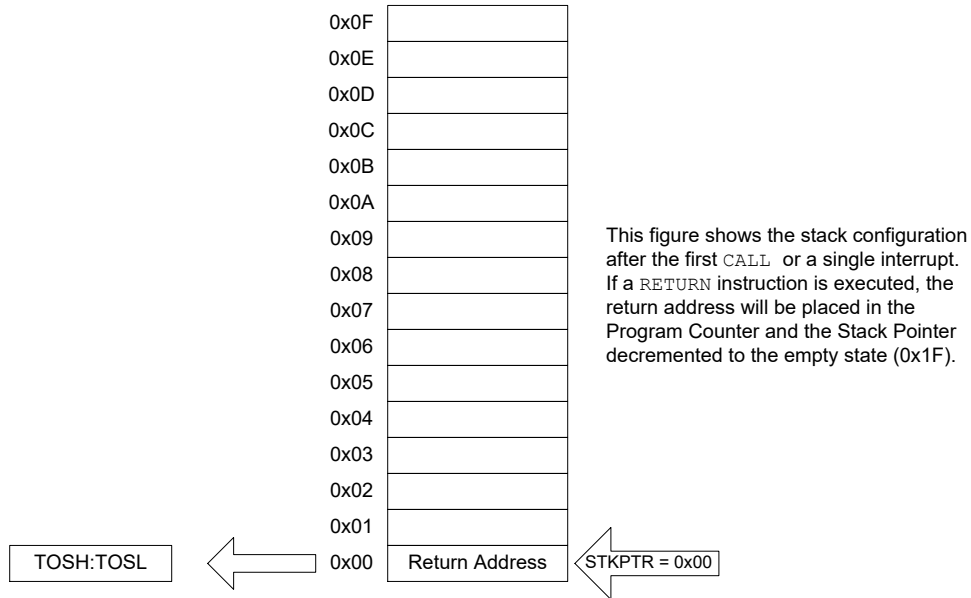 0x0F
0x0E
0x0D
0x0C
0x0B
0x0A
0x09
0x08
0x07
0x06
0x05
0x04
0x03
0x02
0x01
This figure shows the stack configuration
after the first CALL or a single interrupt.
If a RETURN instruction is executed, the
return address will be placed in the
Program Counter and the Stack Pointer
decremented to the empty state (0x1F).
TOSH:TOSL 0x00 Return Address STKPTR = 0x00